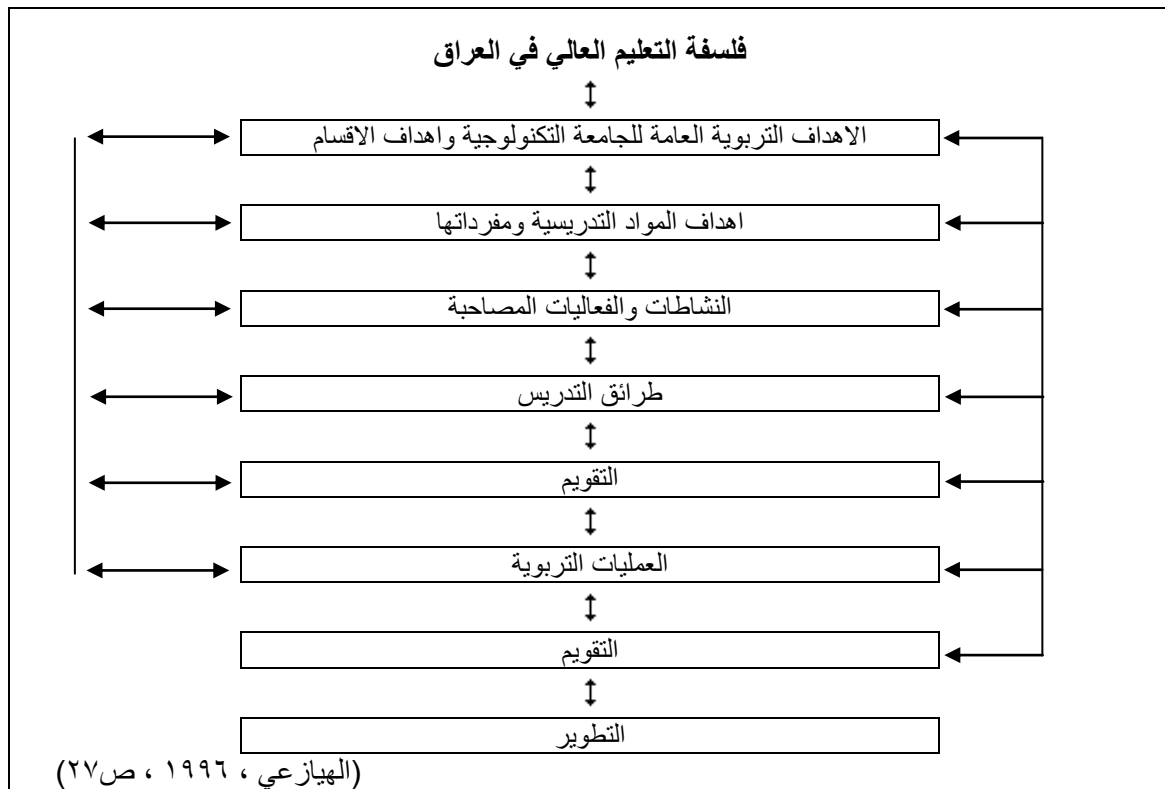 فلسفة التعليم العالي في العراق
الاهداف التربوية العامة للجامعة التكنولوجية واهداف الاقسام
اهداف المواد التدريسية ومفرداتها
النشاطات والفعاليات المصاحبة
طرائق التدريس
التقويم
العمليات التربوية
التقويم
التطوير
(الهيازعي ، ١٩٩٦ ، ص٢٧)